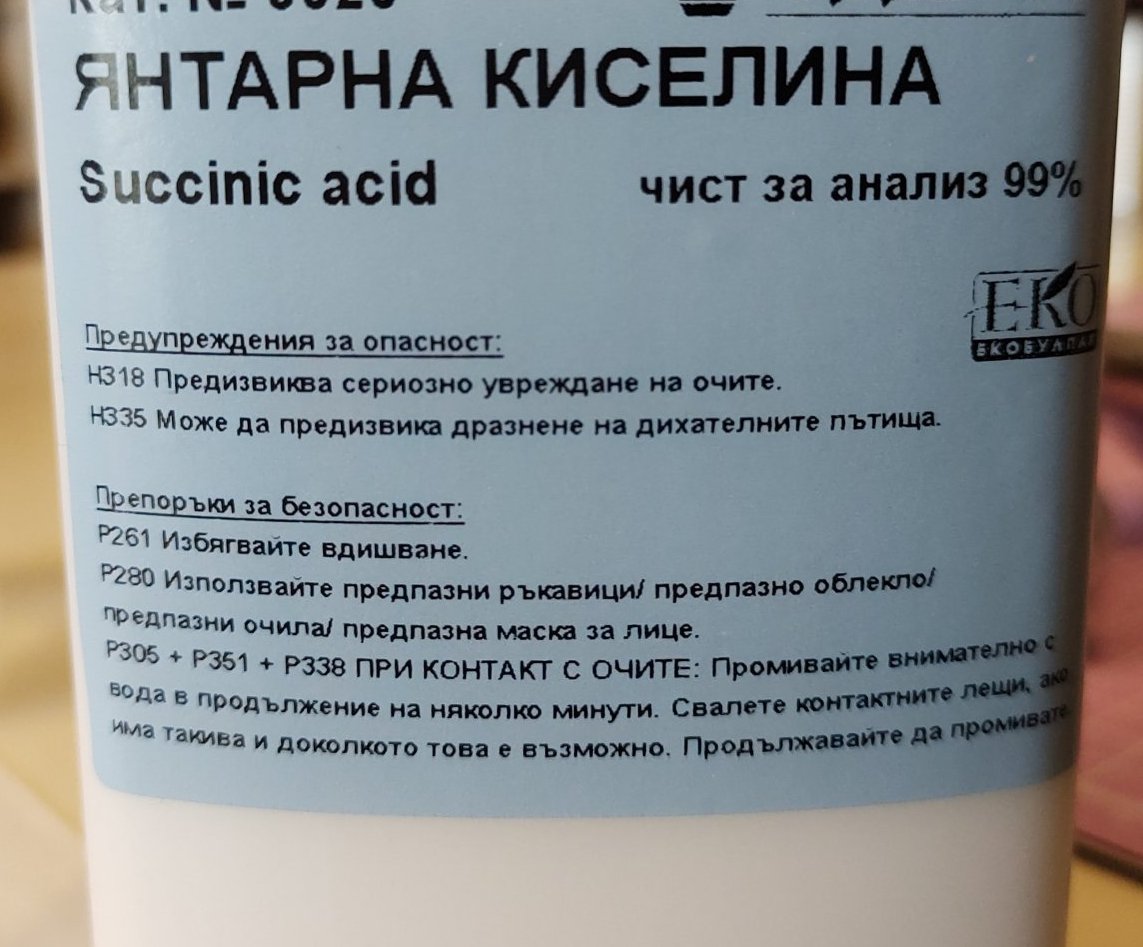 ЯНТАРНА КИСЕЛИНА
Succinic acid чист за анализ 99%
ЕКО
Предупреждения за опасност:
H318 Предизвиква сериозно увреждане на очите.
H335 Може да предизвика дразнене на дихателните пътища.
Препоръки за безопасност:
P261 Избягвайте вдишване.
P280 Използвайте предпазни ръкавици/ предпазно облекло/
предпазни очила/ предпазна маска за лице.
P305 + P351 + P338 ПРИ КОНТАКТ С ОЧИТЕ: Промивайте внимателно с
вода в продължение на няколко минути. Свалете контактните лещи, ако
има такива и доколкото това е възможно. Продължавайте да промивате